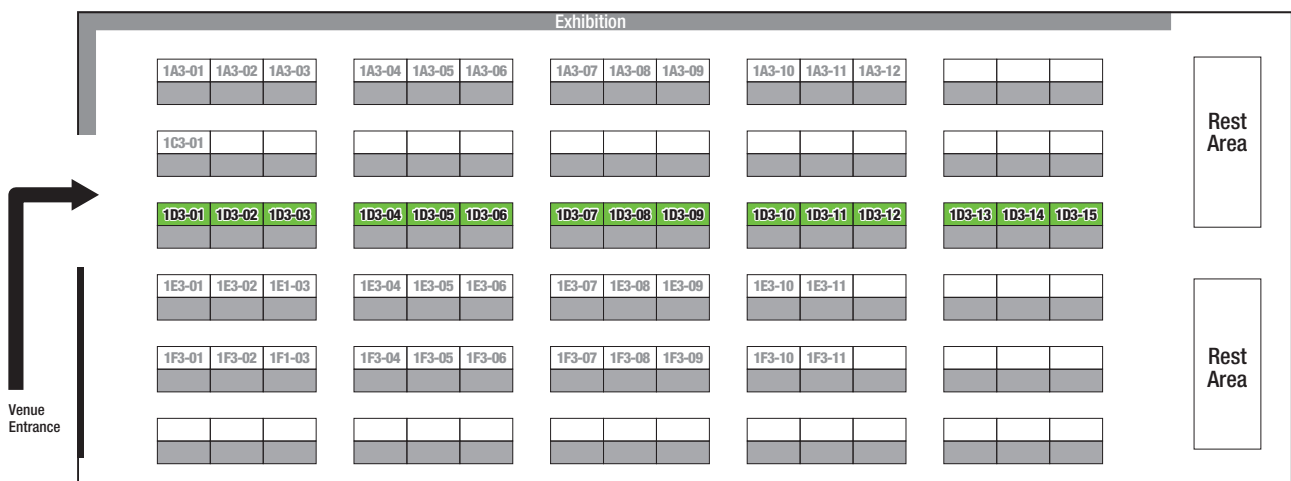 Exhibition
1A3-01 1A3-02 1A3-03 1A3-04 1A3-05 1A3-06 1A3-07 1A3-08 1A3-09 1A3-10 1A3-11 1A3-12
Rest
Area
1C3-01
1D3-01 1D3-02 1D3-03 1D3-04 1D3-05 1D3-06 1D3-07 1D3-08 1D3-09 1D3-10 1D3-11 1D3-12 1D3-13 1D3-14 1D3-15
1E3-01 1E3-02 1E1-03 1E3-04 1E3-05 1E3-06 1E3-07 1E3-08 1E3-09 1E3-10 1E3-11
1F3-01 1F3-02 1F1-03 1F3-04 1F3-05 1F3-06 1F3-07 1F3-08 1F3-09 1F3-10 1F3-11
Rest
Area
Venue
Entrance